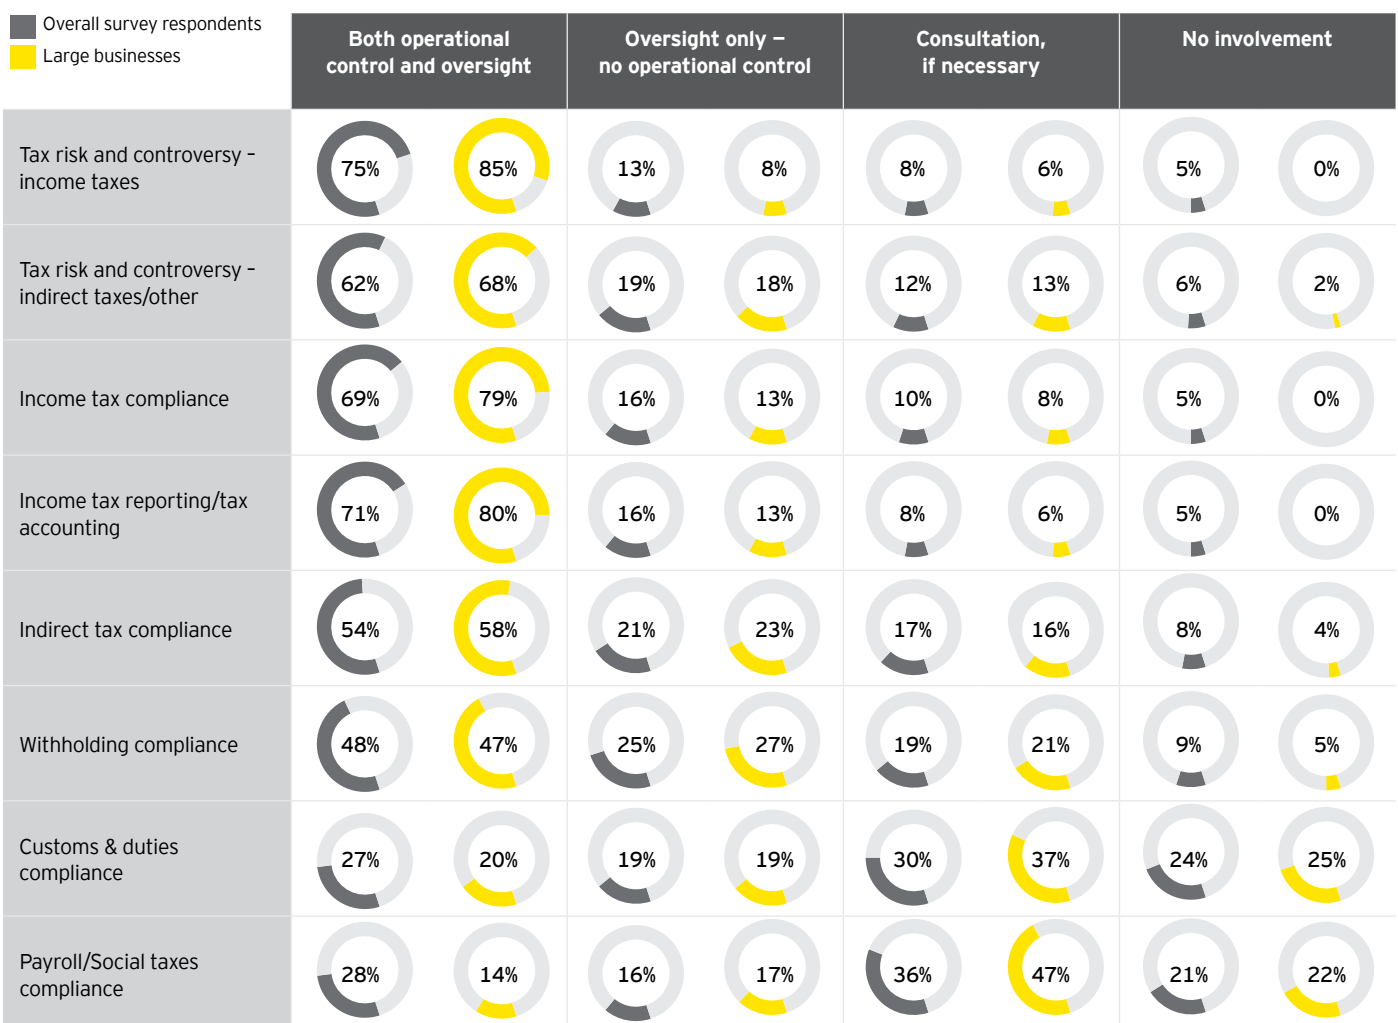 Overall survey respondents
Large businesses
Both operational
control and oversight
Oversight only –
no operational control
Consultation,
if necessary
No involvement
Tax risk and controversy –
income taxes
75% 85% 13% 8% 8% 6% 5% 0%
Tax risk and controversy –
indirect taxes/other
62% 68% 19% 18% 12% 13% 6% 2%
Income tax compliance
69% 79% 16% 13% 10% 8% 5% 0%
Income tax reporting/tax
accounting
71% 80% 16% 13% 8% 6% 5% 0%
Indirect tax compliance
54% 58% 21% 23% 17% 16% 8% 4%
Withholding compliance
48% 47% 25% 27% 19% 21% 9% 5%
Customs & duties
compliance
27% 20% 19% 19% 30% 37% 24% 25%
Payroll/Social taxes
compliance
28% 14% 16% 17% 36% 47% 21% 22%